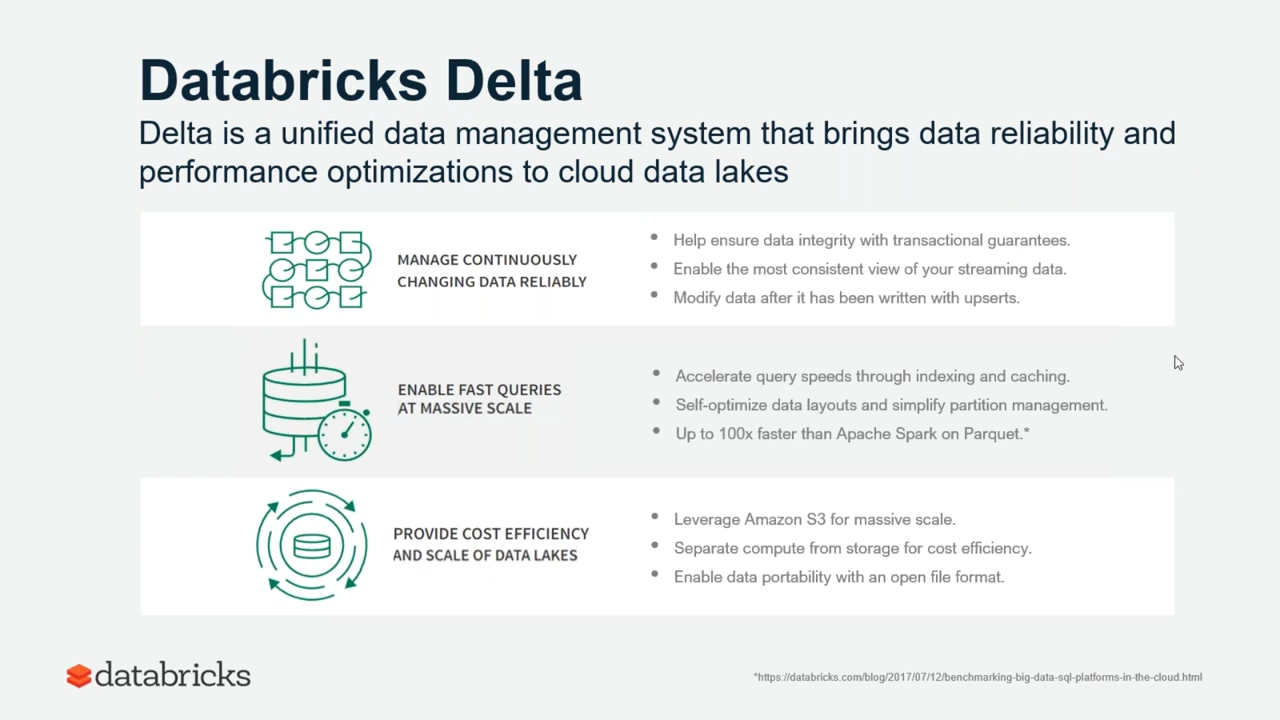 Databricks Delta
Delta is a unified data management system that brings data reliability and
performance optimizations to cloud data lakes
MANAGE CONTINUOUSLY
CHANGING DATA RELIABLY
• Help ensure data integrity with transactional guarantees.
• Enable the most consistent view of your streaming data.
• Modify data after it has been written with upserts.
ENABLE FAST QUERIES
AT MASSIVE SCALE
• Accelerate query speeds through indexing and caching.
• Self-optimize data layouts and simplify partition management.
• Up to 100x faster than Apache Spark on Parquet.*
PROVIDE COST EFFICIENCY
AND SCALE OF DATA LAKES
• Leverage Amazon S3 for massive scale.
• Separate compute from storage for cost efficiency.
• Enable data portability with an open file format.
databricks
*https://databricks.com/blog/2017/07/12/benchmarking-big-data-sql-platforms-in-the-cloud.html